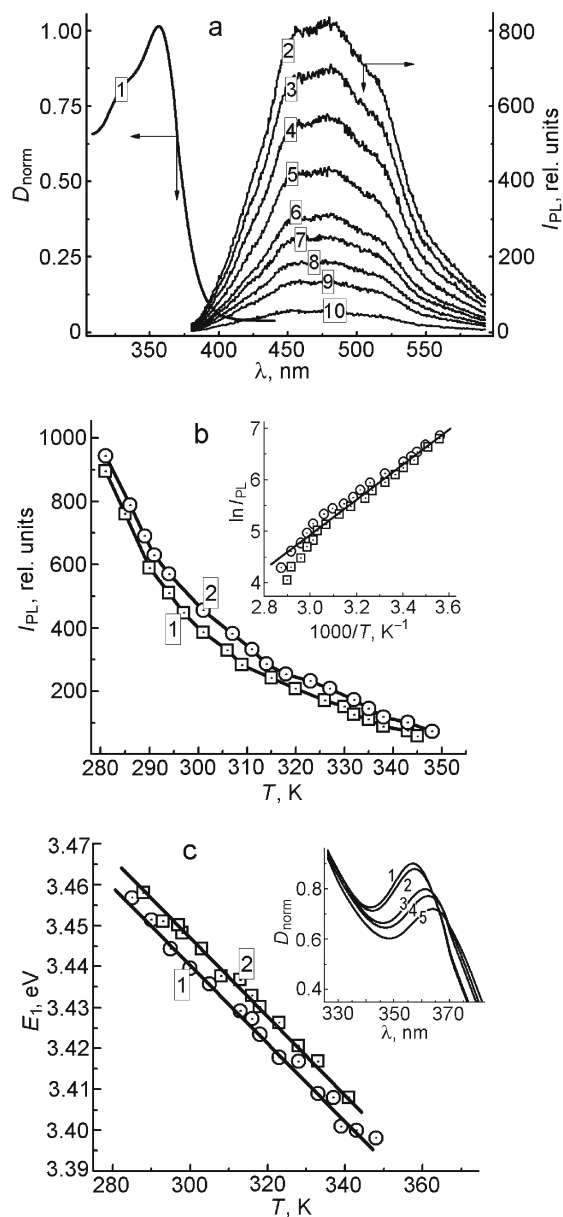 a
1.00
0.75
0.50
0.25
0
D_norm
800
600
400
200
0
I_PL, rel. units
1
2
3
4
5
6
7
8
9
10
350 400 450 500 550
λ, nm
b
1000
800
600
400
200
I_PL, rel. units
1
2
280 290 300 310 320 330 340 350
T, K
7
6
5
4
ln I_PL
2.8 3.0 3.2 3.4 3.6
1000/T, K⁻¹
c
3.47
3.46
3.45
3.44
3.43
3.42
3.41
3.40
3.39
E₁, eV
1
2
280 300 320 340 360
T, K
0.8
0.6
0.4
D_norm
1
2
3
4
5
330 350 370
λ, nm